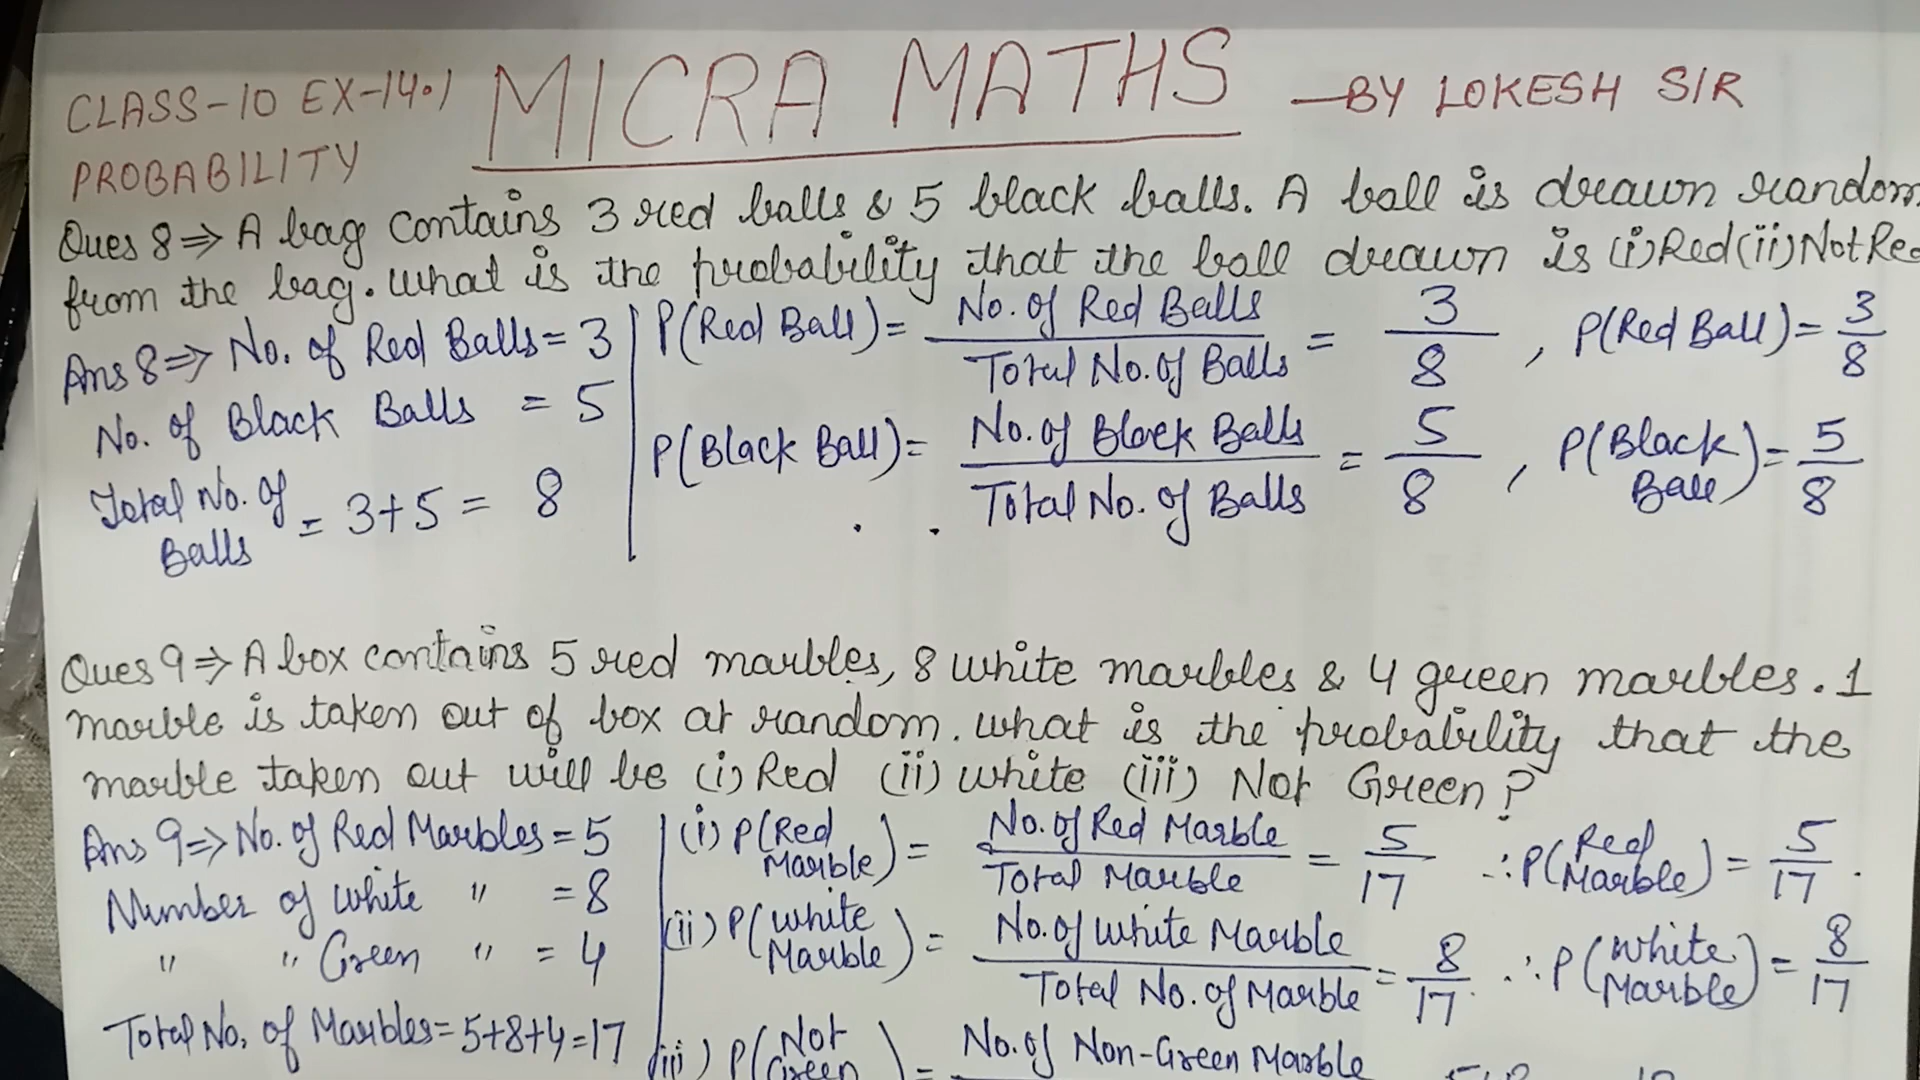 CLASS-10 EX-14.1 MICRA MATHS -BY LOKESH SIR
PROBABILITY
Ques 8⇒ A bag contains 3 red balls & 5 black balls. A ball is drawn random
from the bag. What is the probability that the ball drawn is (i) Red (ii) Not Red
Ans 8⇒ No. of Red Balls = 3
No. of Black Balls = 5
Total No. of Balls = 3+5 = 8
P(Red Ball) = No. of Red Balls / Total No. of Balls = 3/8 , P(Red Ball) = 3/8
P(Black Ball) = No. of Black Balls / Total No. of Balls = 5/8 , P(Black Ball) = 5/8
Ques 9⇒ A box contains 5 red marbles, 8 white marbles & 4 green marbles. 1
marble is taken out of box at random. What is the probability that the
marble taken out will be (i) Red (ii) white (iii) Not Green?
Ans 9⇒ No. of Red Marbles = 5
Number of white " = 8
" " Green " = 4
Total No. of Marbles = 5+8+4=17
(i) P(Red Marble) = No. of Red Marble / Total Marble = 5/17 ∴ P(Red Marble) = 5/17.
(ii) P(white Marble) = No. of white Marble / Total No. of Marble = 8/17. ∴ P(White Marble) = 8/17
(iii) P(Not Green) = No. of Non-Green Marble